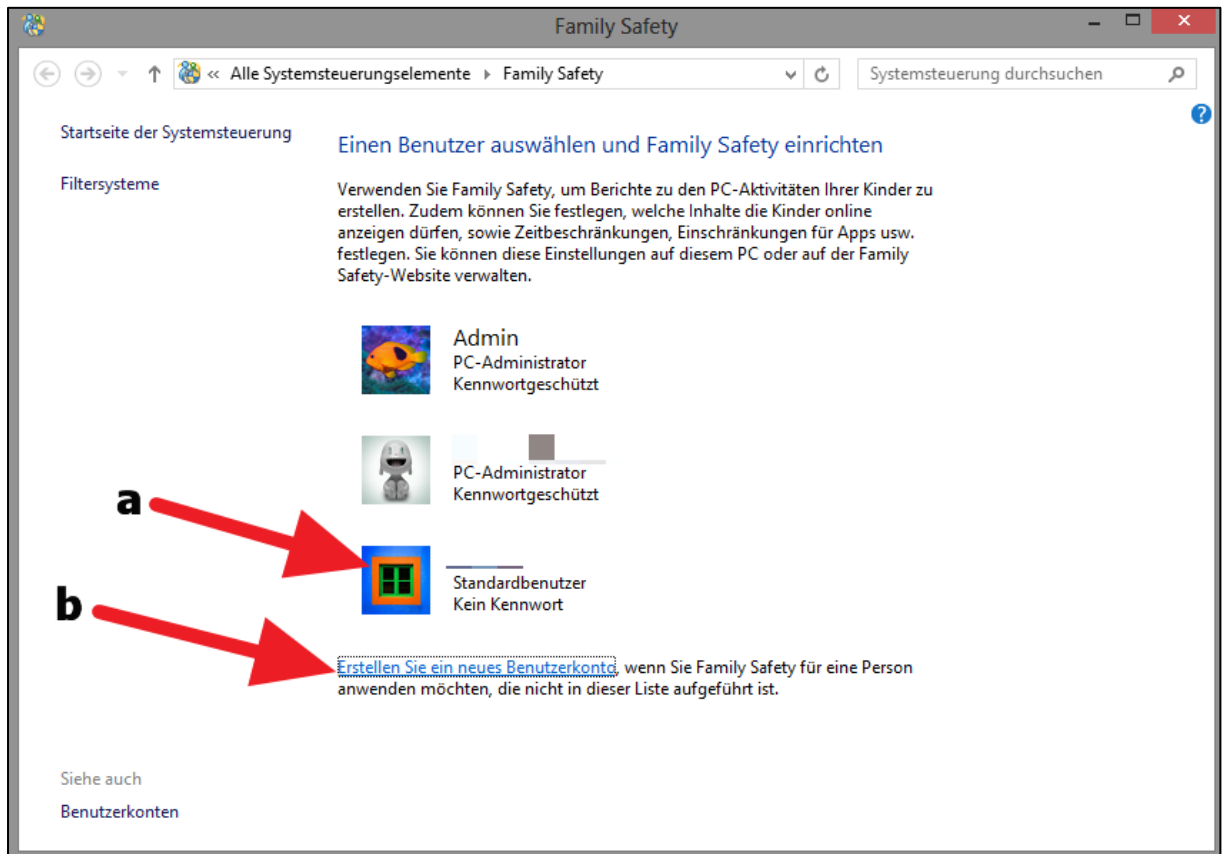 Family Safety
« Alle Systemsteuerungselemente ▸ Family Safety
Systemsteuerung durchsuchen
Startseite der Systemsteuerung
Filtersysteme
Einen Benutzer auswählen und Family Safety einrichten
Verwenden Sie Family Safety, um Berichte zu den PC-Aktivitäten Ihrer Kinder zu
erstellen. Zudem können Sie festlegen, welche Inhalte die Kinder online
anzeigen dürfen, sowie Zeitbeschränkungen, Einschränkungen für Apps usw.
festlegen. Sie können diese Einstellungen auf diesem PC oder auf der Family
Safety-Website verwalten.
Admin
PC-Administrator
Kennwortgeschützt
PC-Administrator
Kennwortgeschützt
a
Standardbenutzer
Kein Kennwort
b
Erstellen Sie ein neues Benutzerkonto, wenn Sie Family Safety für eine Person
anwenden möchten, die nicht in dieser Liste aufgeführt ist.
Siehe auch
Benutzerkonten